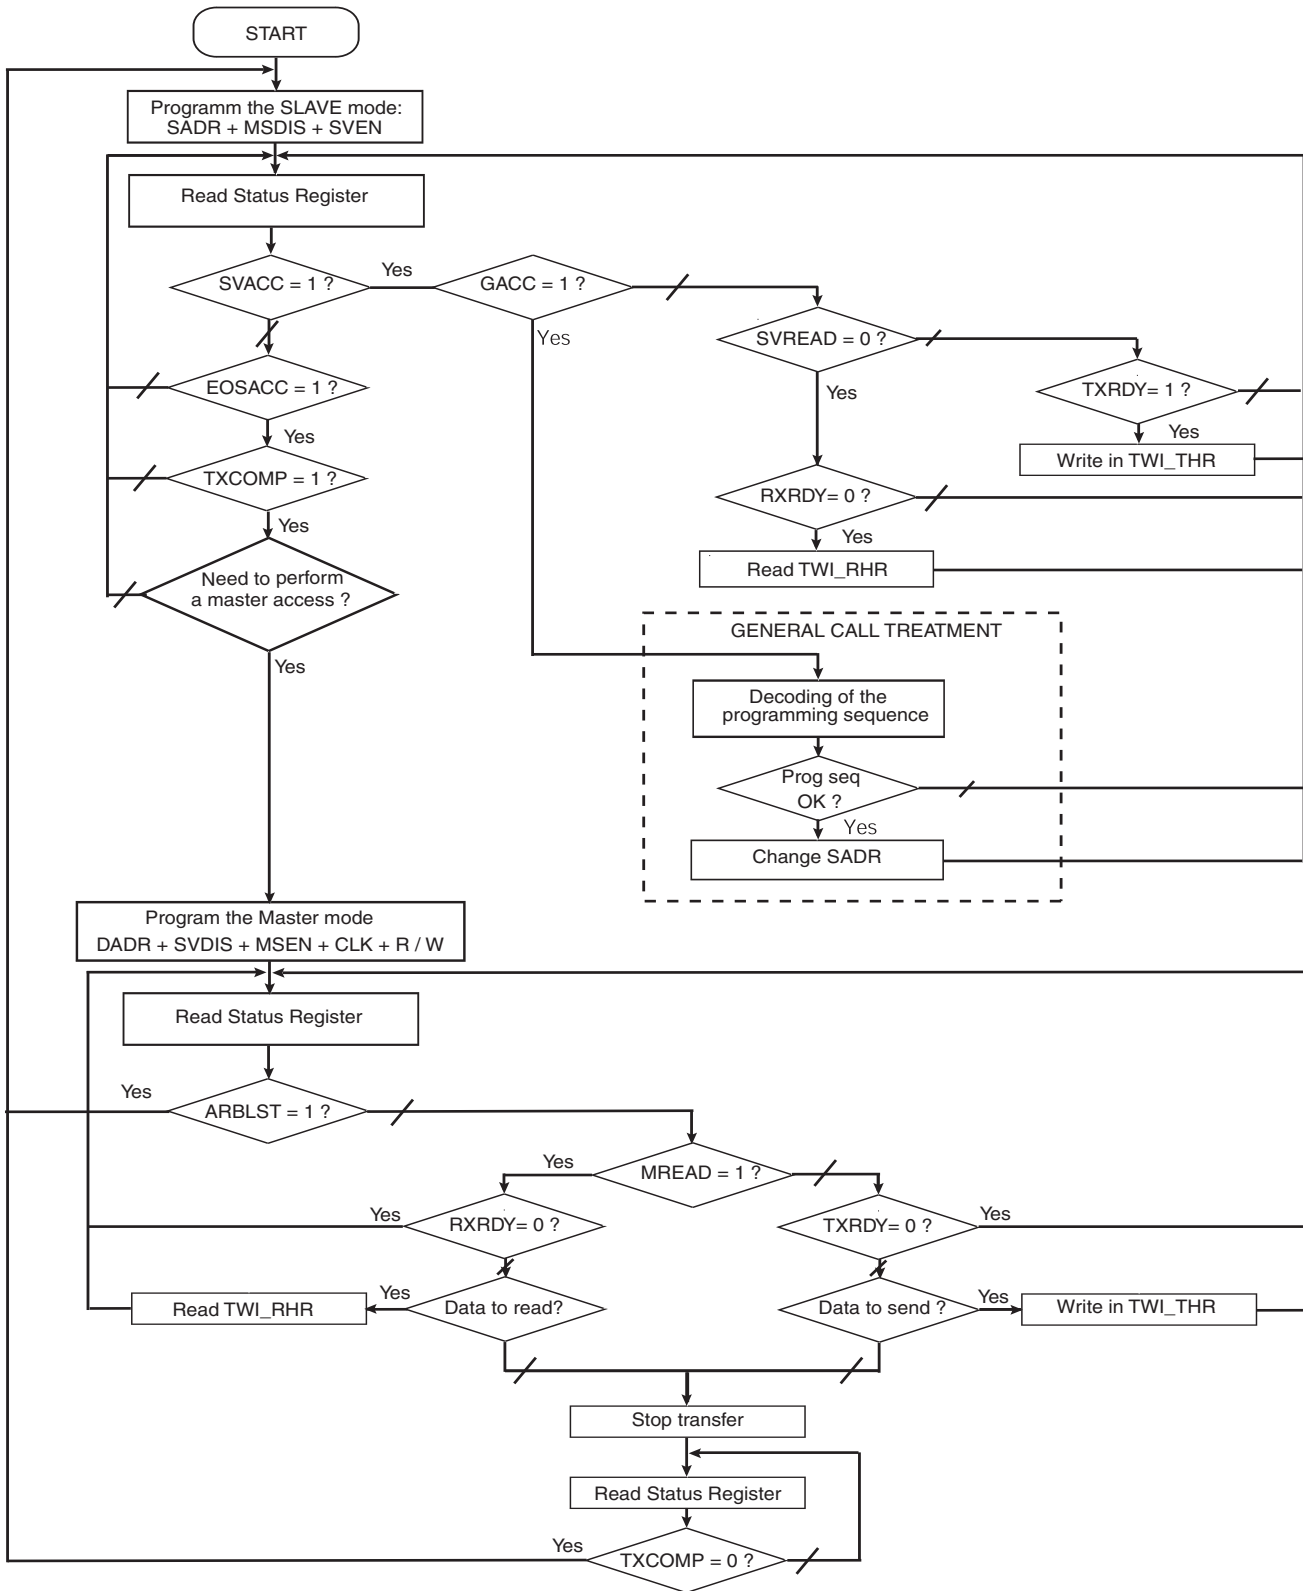 START
Programm the SLAVE mode:
SADR + MSDIS + SVEN
Read Status Register
SVACC = 1 ?
Yes
GACC = 1 ?
Yes
SVREAD = 0 ?
Yes
TXRDY= 1 ?
Yes
Write in TWI_THR
EOSACC = 1 ?
Yes
TXCOMP = 1 ?
Yes
RXRDY= 0 ?
Yes
Read TWI_RHR
Need to perform
a master access ?
Yes
GENERAL CALL TREATMENT
Decoding of the
programming sequence
Prog seq
OK ?
Yes
Change SADR
Program the Master mode
DADR + SVDIS + MSEN + CLK + R / W
Read Status Register
Yes
ARBLST = 1 ?
Yes
MREAD = 1 ?
Yes
RXRDY= 0 ?
TXRDY= 0 ?
Yes
Read TWI_RHR
Yes
Data to read?
Data to send ?
Yes
Write in TWI_THR
Stop transfer
Read Status Register
Yes
TXCOMP = 0 ?